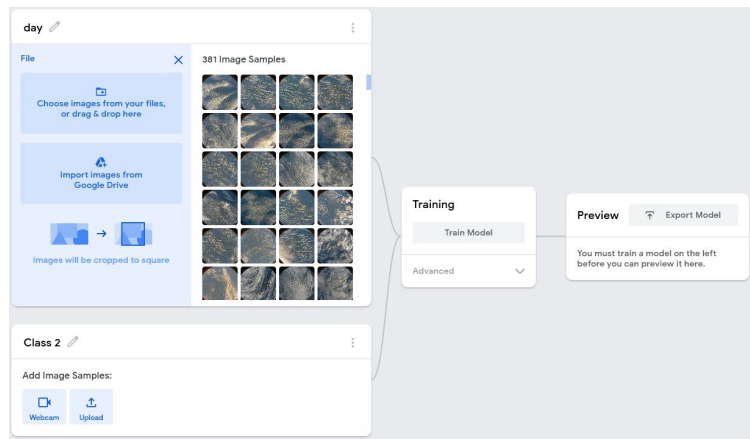 day
File
381 Image Samples
Choose images from your files,
or drag & drop here
Import images from
Google Drive
Images will be cropped to square
Training
Train Model
Advanced
Preview
Export Model
You must train a model on the left
before you can preview it here.
Class 2
Add Image Samples:
Webcam
Upload